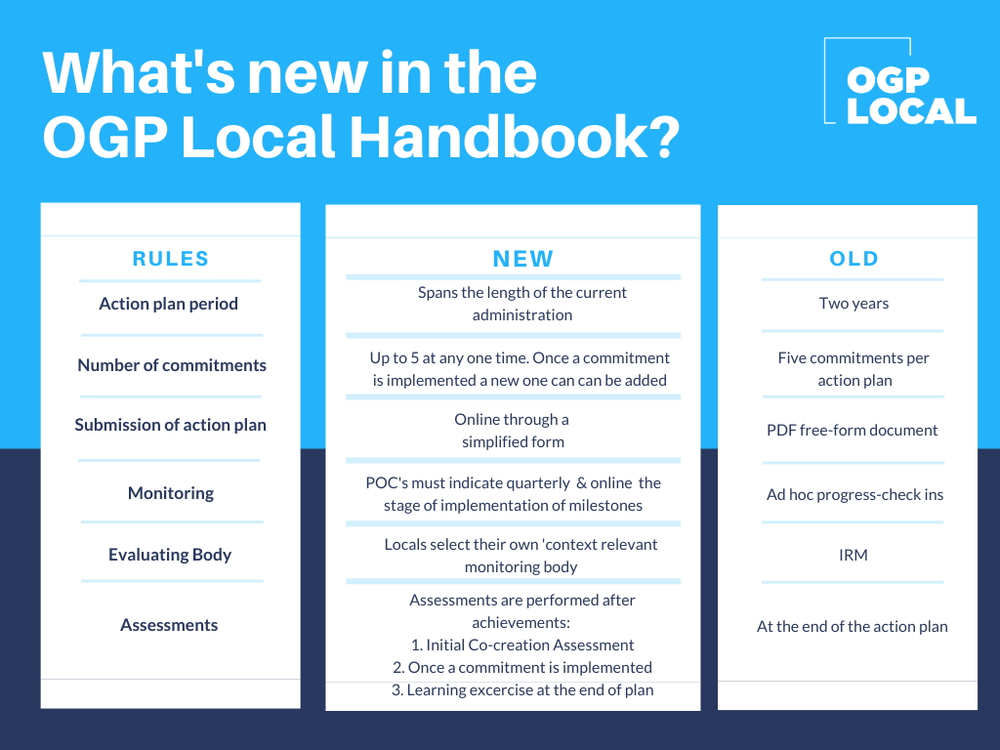 What's new in the
OGP Local Handbook?
OGP
LOCAL
RULES
Action plan period
Number of commitments
Submission of action plan
Monitoring
Evaluating Body
Assessments
NEW
Spans the length of the current
administration
Up to 5 at any one time. Once a commitment
is implemented a new one can can be added
Online through a
simplified form
POC's must indicate quarterly & online the
stage of implementation of milestones
Locals select their own 'context relevant
monitoring body
Assessments are performed after
achievements:
1. Initial Co-creation Assessment
2. Once a commitment is implemented
3. Learning excercise at the end of plan
OLD
Two years
Five commitments per
action plan
PDF free-form document
Ad hoc progress-check ins
IRM
At the end of the action plan